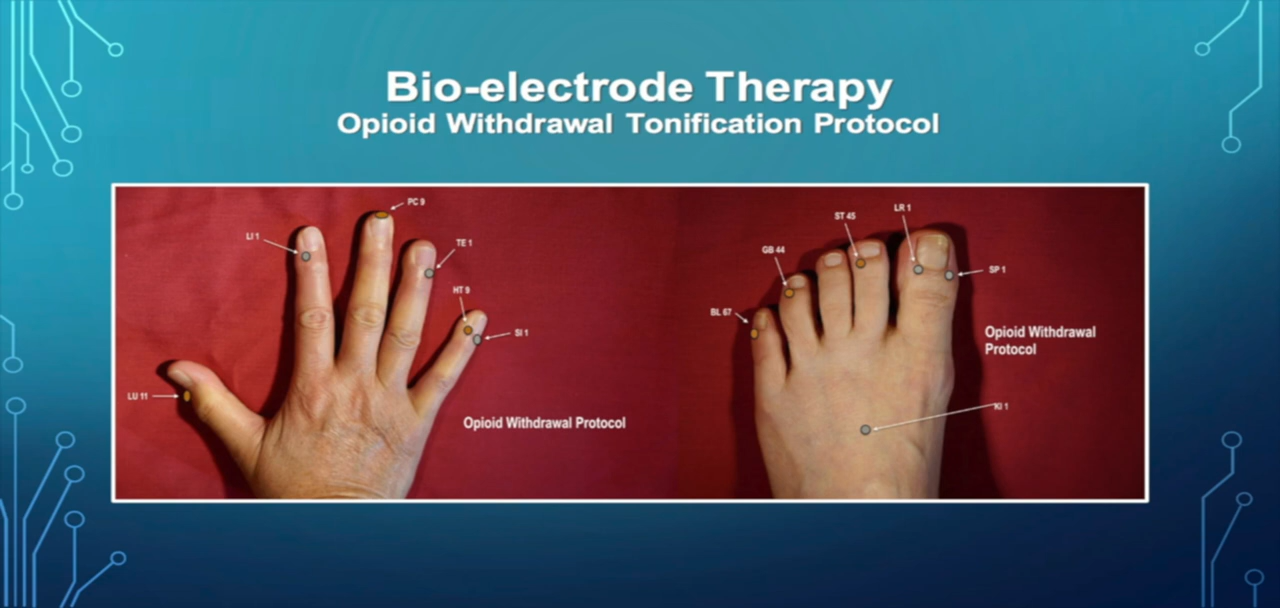 Bio-electrode Therapy
Opioid Withdrawal Tonification Protocol
PC 9
LI 1
TE 1
HT 9
SI 1
LU 11
Opioid Withdrawal Protocol
LR 1
ST 45
GB 44
SP 1
BL 67
Opioid Withdrawal
Protocol
KI 1